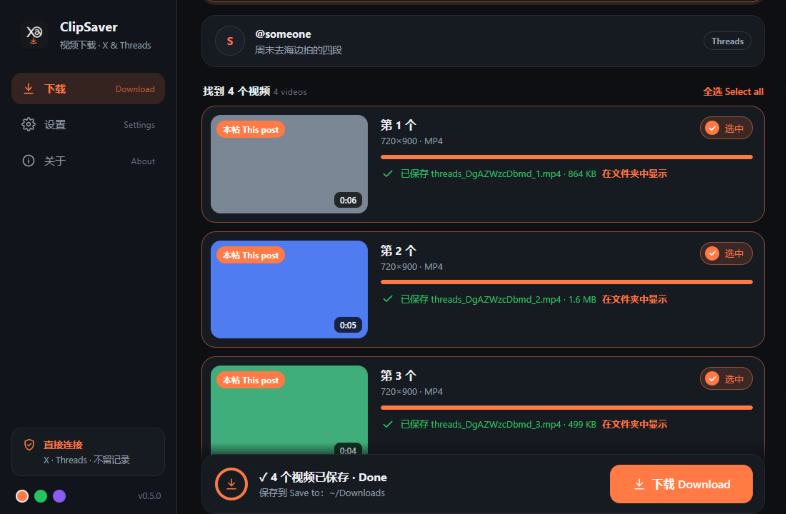 ClipSaver
视频下载 · X & Threads
下载 Download
设置 Settings
关于 About
直接连接
X · Threads · 不留记录
v0.5.0
S
@someone
周末去海边拍的四段
Threads
找到 4 个视频 4 videos
全选 Select all
本帖 This post
0:06
第 1 个
720×900 · MP4
选中
已保存 threads_DgAZWzcDbmd_1.mp4 · 864 KB 在文件夹中显示
本帖 This post
0:05
第 2 个
720×900 · MP4
选中
已保存 threads_DgAZWzcDbmd_2.mp4 · 1.6 MB 在文件夹中显示
本帖 This post
0:04
第 3 个
720×900 · MP4
选中
已保存 threads_DgAZWzcDbmd_3.mp4 · 499 KB 在文件夹中显示
✓ 4 个视频已保存 · Done
保存到 Save to: ~/Downloads
下载 Download